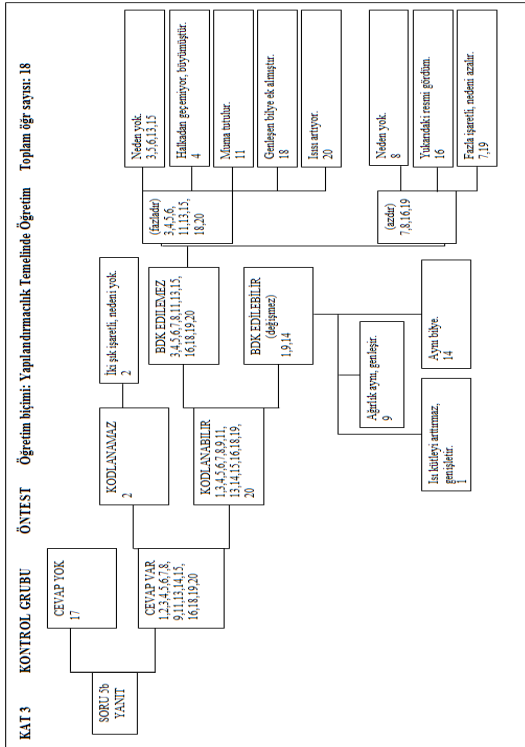 KAT 3 KONTROL GRUBU ÖNTEST Öğretim biçimi: Yapılandırmacılık Temelinde Öğretim Toplam öğr sayısı: 18
SORU 5b
YANIT
CEVAP YOK
17
CEVAP VAR
1,2,3,4,5,6,7,8,
9,11,13,14,15,
16,18,19,20
KODLANAMAZ
2
İki şık işaretli, nedeni yok.
2
KODLANABILIR
1,3,4,5,6,7,8,9,11,
13,14,15,16,18,19,
20
BDK EDILEMEZ
3,4,5,6,7,8,11,13,15,
16,18,19,20
(fazladır)
3,4,5,6,
11,13,15,
18,20
Neden yok.
3,5,6,13,15
Halkadan geçemiyor, büyümüştür.
4
Muma tutulur.
11
Genleşen bilye ek almıştır.
18
Isısı artıyor.
20
(azdır)
7,8,16,19
Neden yok.
8
Yukarıdaki resmi gördüm.
16
Fazla işaretli, nedeni azalır.
7,19
BDK EDILEBILIR
(değişmez)
1,9,14
Ağırlık aynı, genleşir.
9
Isı kütleyi arttırmaz,
genişletir.
1
Aynı bilye.
14